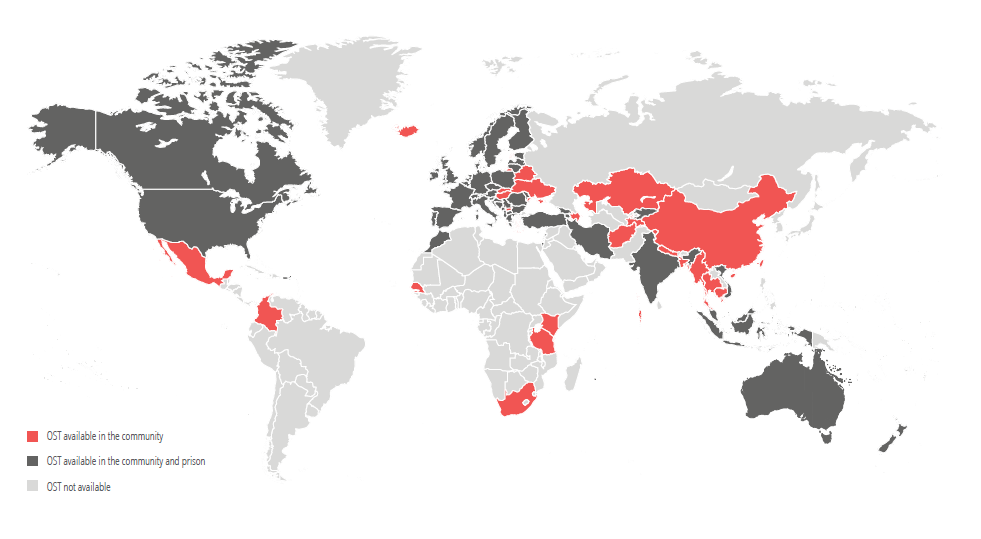 OST available in the community
OST available in the community and prison
OST not available